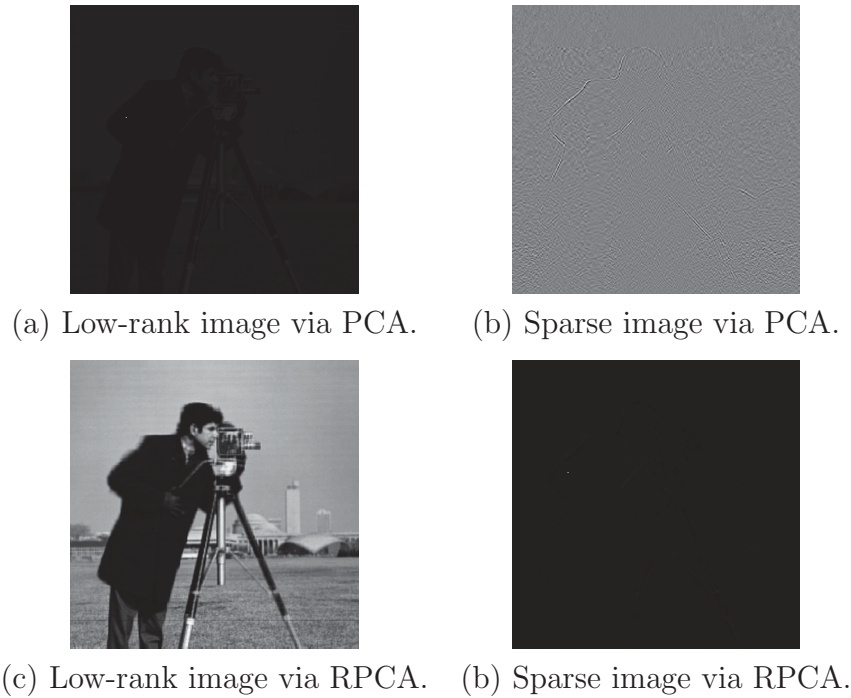 (a) Low-rank image via PCA.
(b) Sparse image via PCA.
(c) Low-rank image via RPCA.
(b) Sparse image via RPCA.